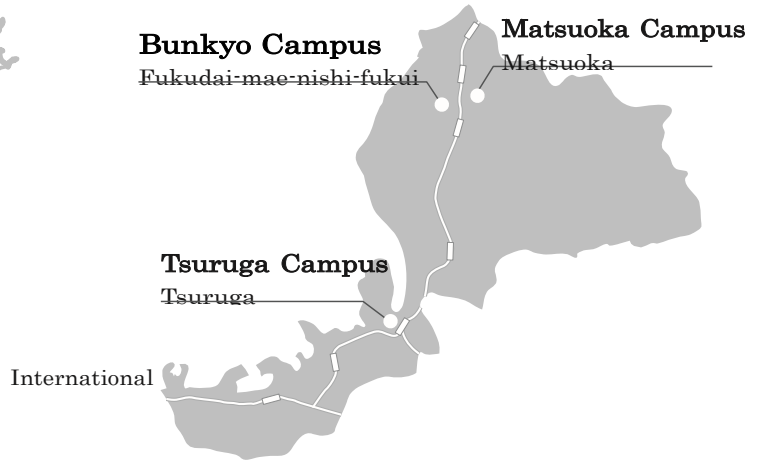 Matsuoka Campus
Matsuoka
Bunkyo Campus
Fukudai-mae-nishi-fukui
Tsuruga Campus
Tsuruga
International